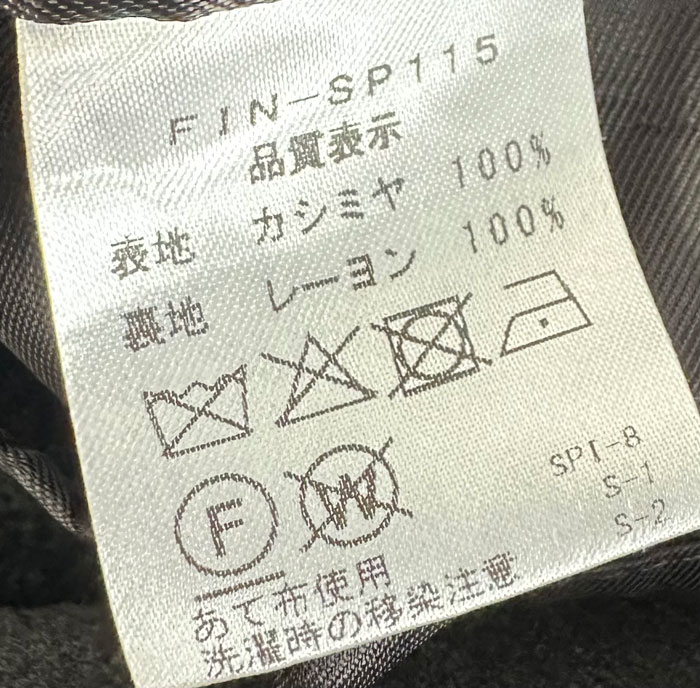 FIN-SP115
品質表示
表地 カシミヤ 100%
裏地 レーヨン 100%
F W
SPI-8
S-1
S-2
あて布使用
洗濯時の移染注意